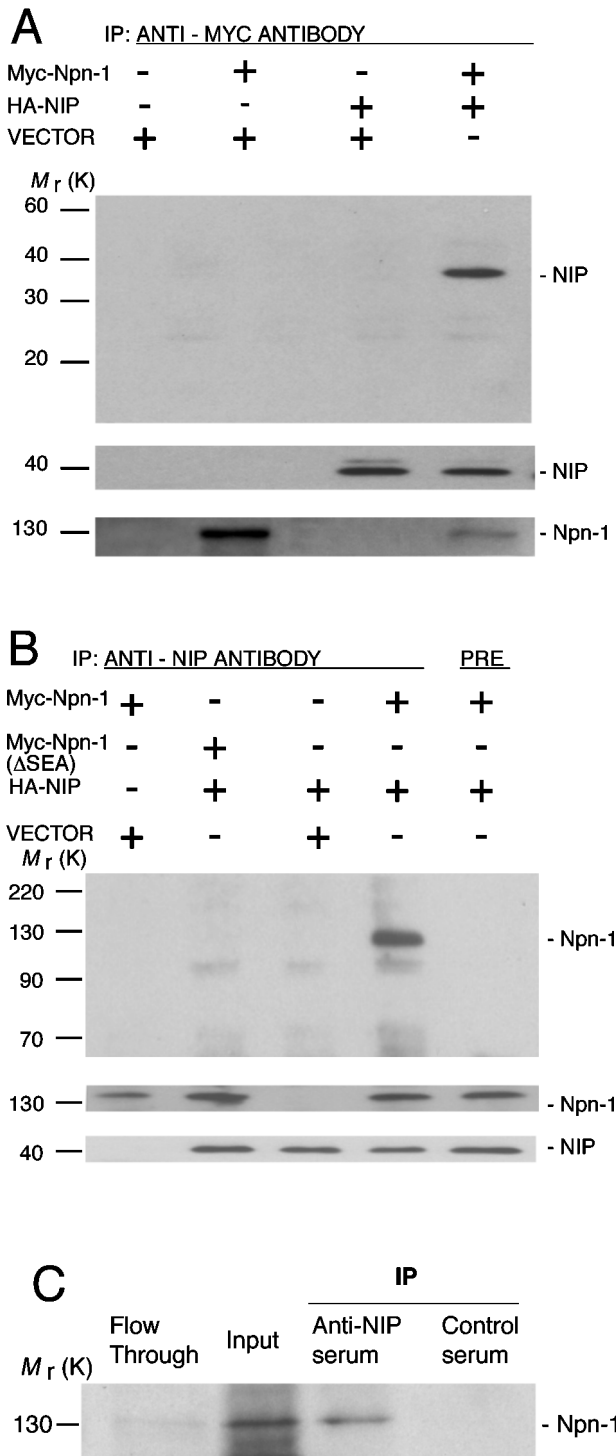 A
IP: ANTI - MYC ANTIBODY
Myc-Npn-1 - + - +
HA-NIP - - + +
VECTOR + + + -
Mr (K)
60
40
- NIP
30
20
40 - NIP
130 - Npn-1
B
IP: ANTI - NIP ANTIBODY PRE
Myc-Npn-1 + - - + +
Myc-Npn-1 - + - - -
(ΔSEA)
HA-NIP - + + + +
VECTOR + - + - -
Mr (K)
220
130 - Npn-1
90
70
130 - Npn-1
40 - NIP
C
IP
Flow Through
Input
Anti-NIP serum
Control serum
Mr (K)
130 - Npn-1